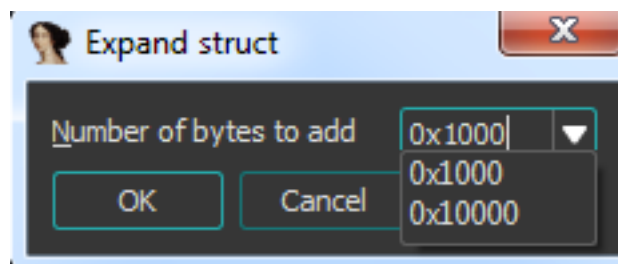 Expand struct
Number of bytes to add 0x1000
0x1000
0x10000
OK Cancel